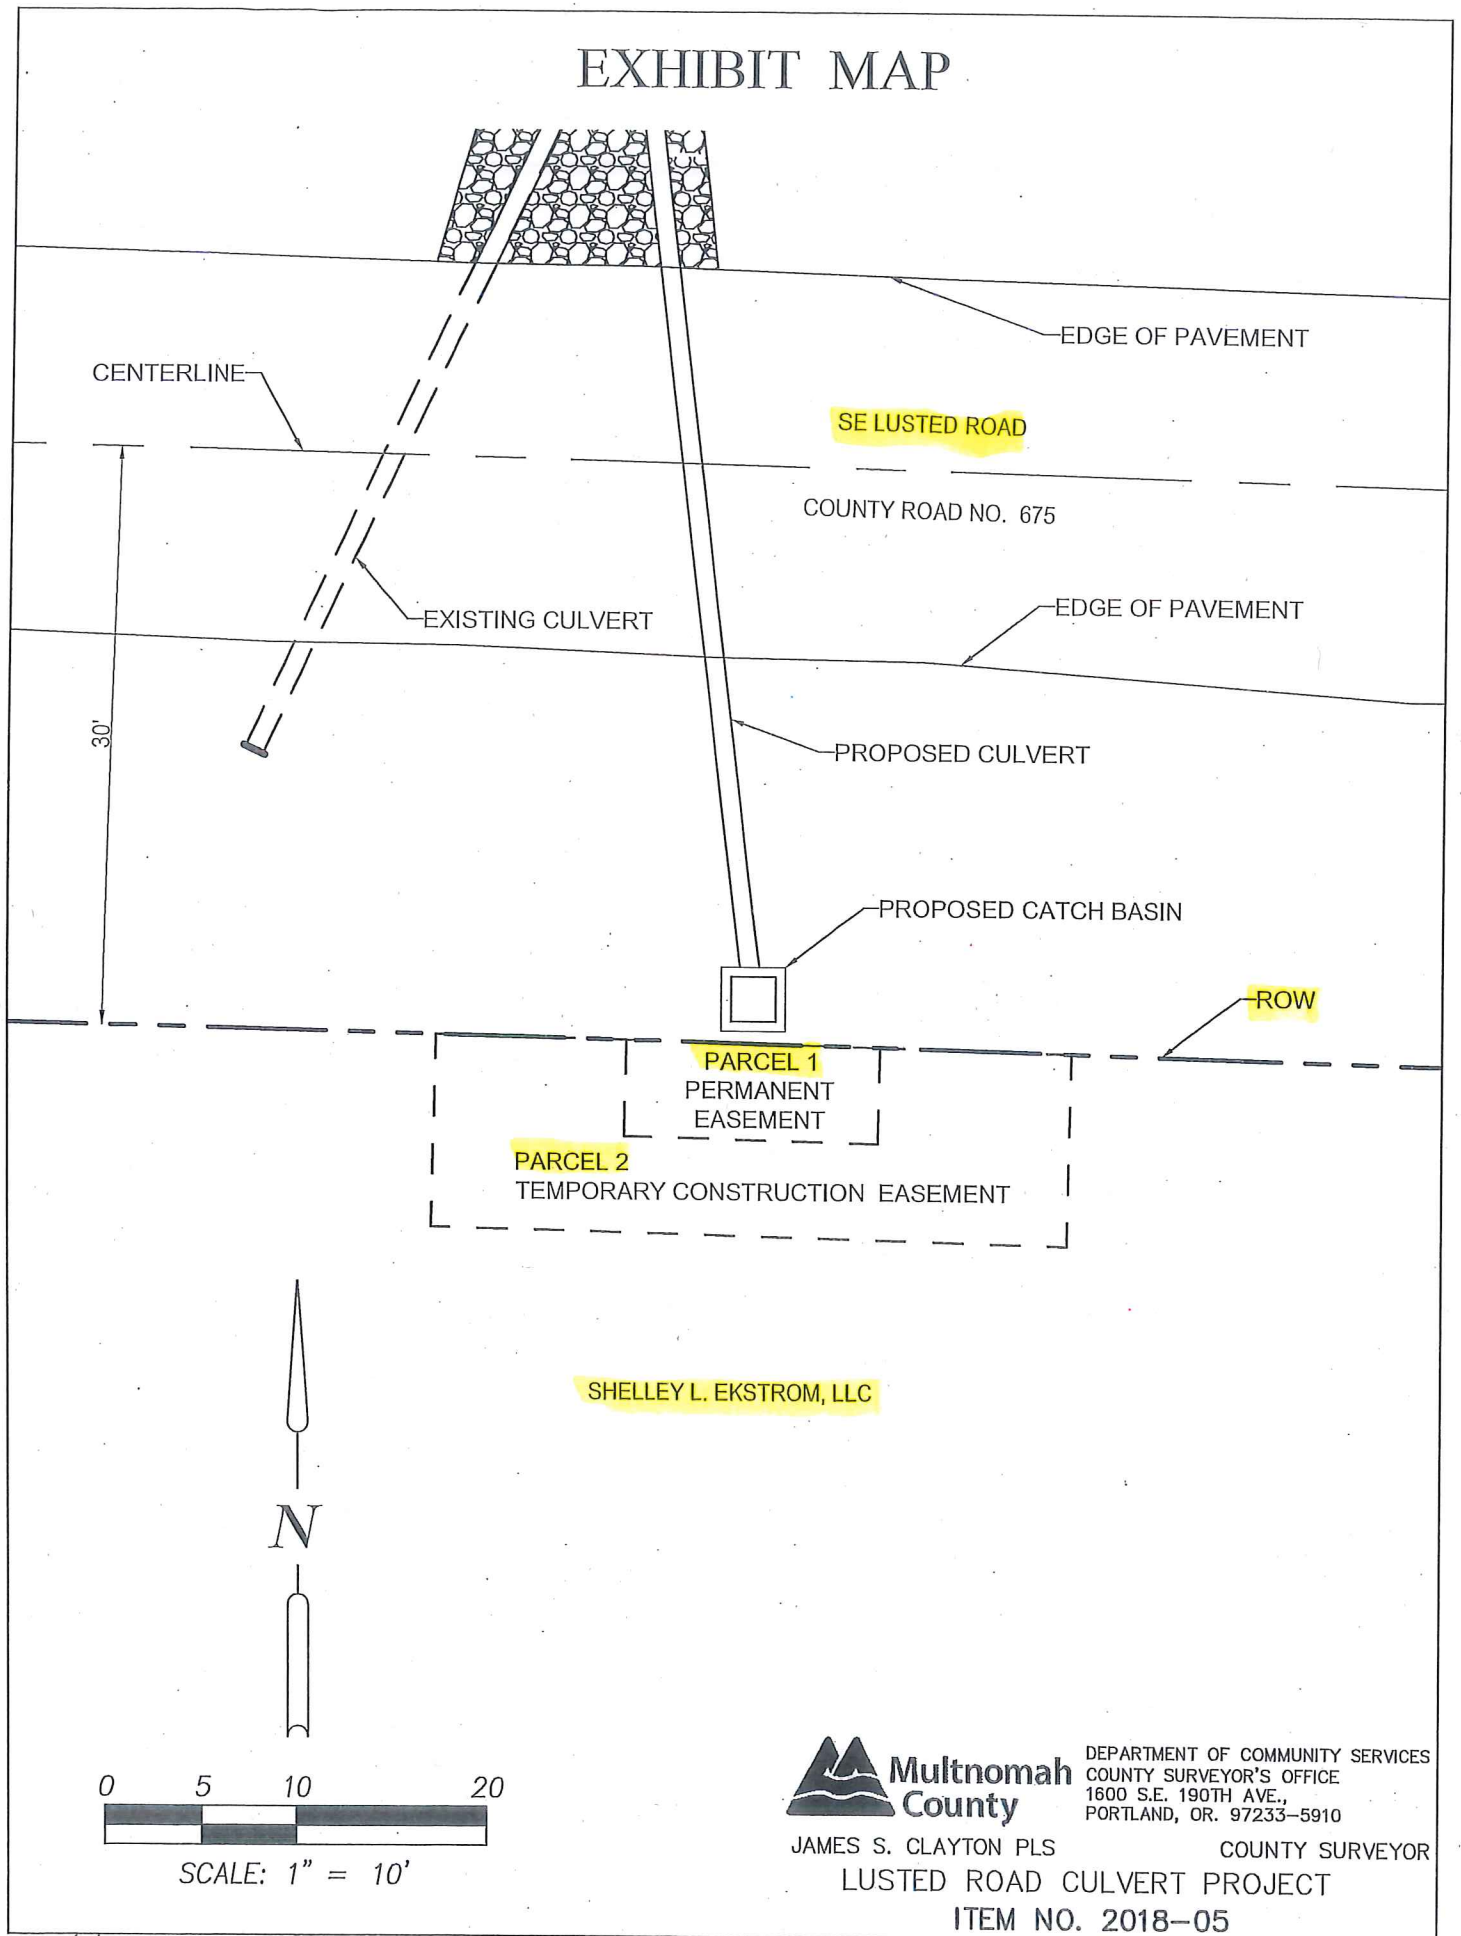 EXHIBIT MAP
EDGE OF PAVEMENT
CENTERLINE
SE LUSTED ROAD
COUNTY ROAD NO. 675
EXISTING CULVERT
EDGE OF PAVEMENT
30'
PROPOSED CULVERT
PROPOSED CATCH BASIN
ROW
PARCEL 1
PERMANENT
EASEMENT
PARCEL 2
TEMPORARY CONSTRUCTION EASEMENT
SHELLEY L. EKSTROM, LLC
N
0 5 10 20
SCALE: 1" = 10'
Multnomah
County
DEPARTMENT OF COMMUNITY SERVICES
COUNTY SURVEYOR'S OFFICE
1600 S.E. 190TH AVE.,
PORTLAND, OR. 97233-5910
JAMES S. CLAYTON PLS COUNTY SURVEYOR
LUSTED ROAD CULVERT PROJECT
ITEM NO. 2018-05